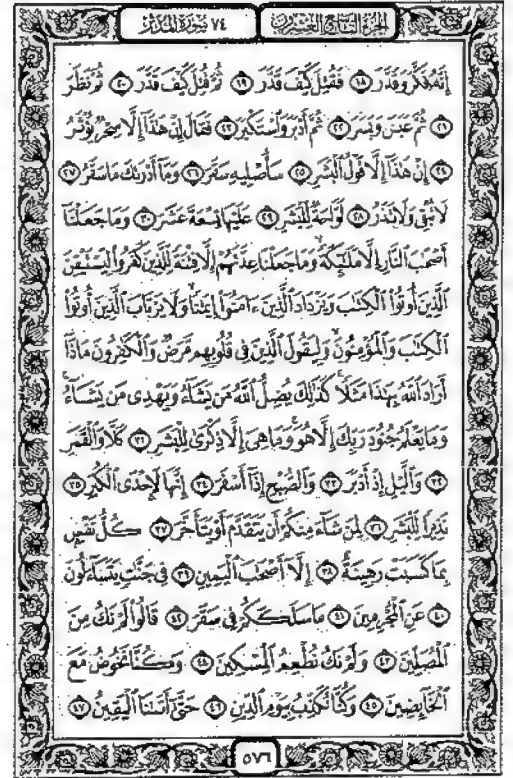 الجزء التاسع والعشرون ٧٤ سورة المدثر
إِنَّهُۥ فَكَّرَ وَقَدَّرَ ١٨ فَقُتِلَ كَيْفَ قَدَّرَ ١٩ ثُمَّ قُتِلَ كَيْفَ قَدَّرَ ٢٠ ثُمَّ نَظَرَ
٢١ ثُمَّ عَبَسَ وَبَسَرَ ٢٢ ثُمَّ أَدْبَرَ وَٱسْتَكْبَرَ ٢٣ فَقَالَ إِنْ هَٰذَآ إِلَّا سِحْرٌ يُؤْثَرُ
٢٤ إِنْ هَٰذَآ إِلَّا قَوْلُ ٱلْبَشَرِ ٢٥ سَأُصْلِيهِ سَقَرَ ٢٦ وَمَآ أَدْرَىٰكَ مَا سَقَرُ ٢٧
لَا تُبْقِى وَلَا تَذَرُ ٢٨ لَوَّاحَةٌ لِّلْبَشَرِ ٢٩ عَلَيْهَا تِسْعَةَ عَشَرَ ٣٠ وَمَا جَعَلْنَآ
أَصْحَٰبَ ٱلنَّارِ إِلَّا مَلَٰٓئِكَةً وَمَا جَعَلْنَا عِدَّتَهُمْ إِلَّا فِتْنَةً لِّلَّذِينَ كَفَرُوا۟ لِيَسْتَيْقِنَ
ٱلَّذِينَ أُوتُوا۟ ٱلْكِتَٰبَ وَيَزْدَادَ ٱلَّذِينَ ءَامَنُوٓا۟ إِيمَٰنًا وَلَا يَرْتَابَ ٱلَّذِينَ أُوتُوا۟
ٱلْكِتَٰبَ وَٱلْمُؤْمِنُونَ وَلِيَقُولَ ٱلَّذِينَ فِى قُلُوبِهِم مَّرَضٌ وَٱلْكَٰفِرُونَ مَاذَآ
أَرَادَ ٱللَّهُ بِهَٰذَا مَثَلًا كَذَٰلِكَ يُضِلُّ ٱللَّهُ مَن يَشَآءُ وَيَهْدِى مَن يَشَآءُ
وَمَا يَعْلَمُ جُنُودَ رَبِّكَ إِلَّا هُوَ وَمَا هِىَ إِلَّا ذِكْرَىٰ لِلْبَشَرِ ٣١ كَلَّا وَٱلْقَمَرِ
٣٢ وَٱلَّيْلِ إِذْ أَدْبَرَ ٣٣ وَٱلصُّبْحِ إِذَآ أَسْفَرَ ٣٤ إِنَّهَا لَإِحْدَى ٱلْكُبَرِ ٣٥
نَذِيرًا لِّلْبَشَرِ ٣٦ لِمَن شَآءَ مِنكُمْ أَن يَتَقَدَّمَ أَوْ يَتَأَخَّرَ ٣٧ كُلُّ نَفْسٍۭ
بِمَا كَسَبَتْ رَهِينَةٌ ٣٨ إِلَّآ أَصْحَٰبَ ٱلْيَمِينِ ٣٩ فِى جَنَّٰتٍ يَتَسَآءَلُونَ
٤٠ عَنِ ٱلْمُجْرِمِينَ ٤١ مَا سَلَكَكُمْ فِى سَقَرَ ٤٢ قَالُوا۟ لَمْ نَكُ مِنَ
ٱلْمُصَلِّينَ ٤٣ وَلَمْ نَكُ نُطْعِمُ ٱلْمِسْكِينَ ٤٤ وَكُنَّا نَخُوضُ مَعَ
ٱلْخَآئِضِينَ ٤٥ وَكُنَّا نُكَذِّبُ بِيَوْمِ ٱلدِّينِ ٤٦ حَتَّىٰٓ أَتَىٰنَا ٱلْيَقِينُ ٤٧
٥٧٦